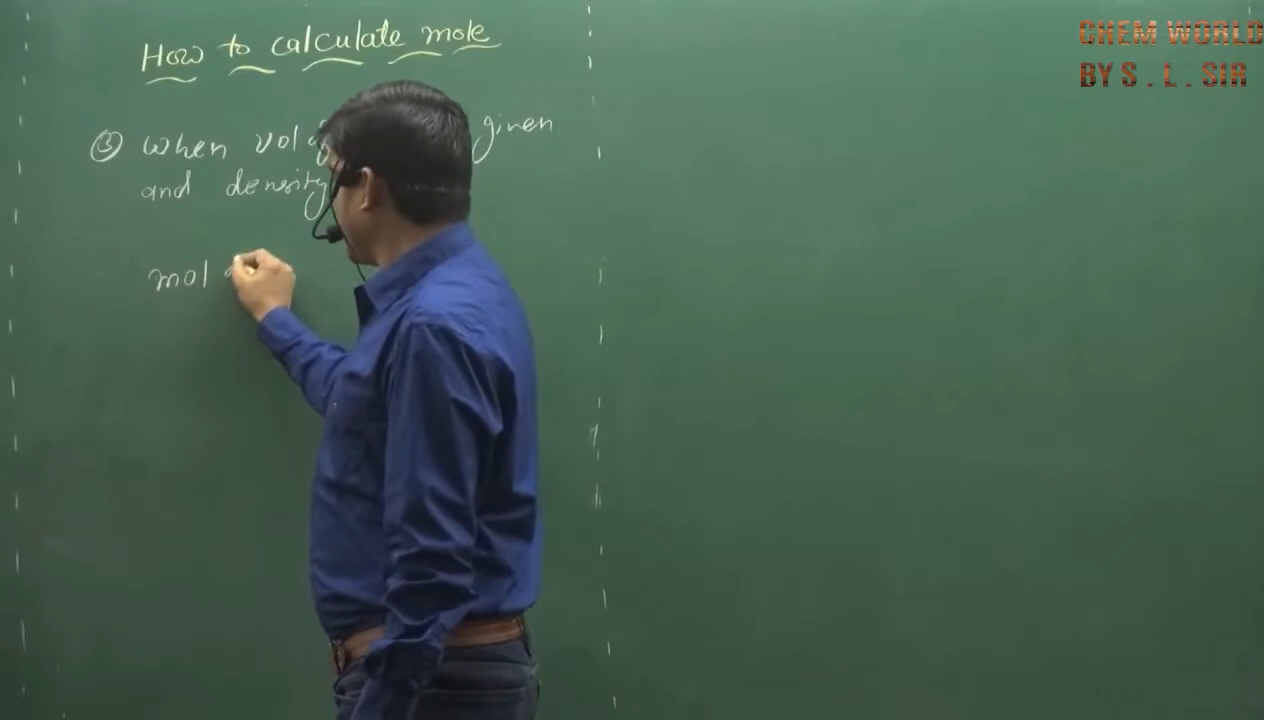 CHEM WORLD
BY S . L . SIR
How to calculate mole
③ when vol given
and density
mol